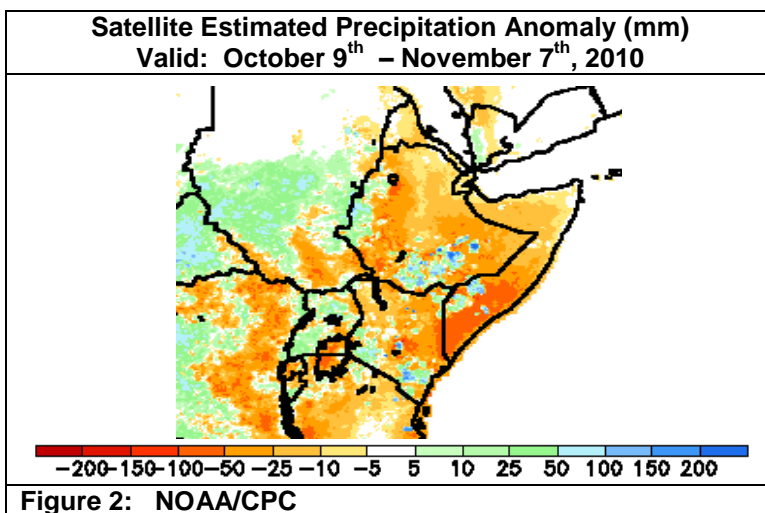 Satellite Estimated Precipitation Anomaly (mm)
Valid: October 9th – November 7th, 2010
-200-150-100-50 -25 -10 -5 5 10 25 50 100 150 200
Figure 2: NOAA/CPC